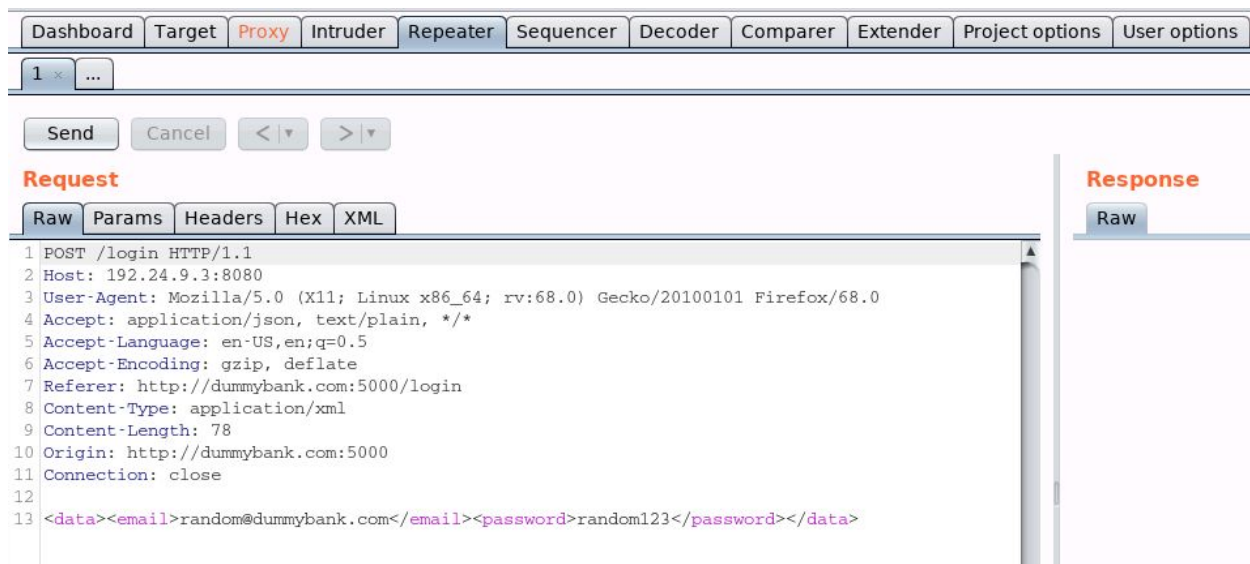 Dashboard Target Proxy Intruder Repeater Sequencer Decoder Comparer Extender Project options User options
1 × ...
Send Cancel < > 
Request
Response
Raw Params Headers Hex XML
Raw
1 POST /login HTTP/1.1
2 Host: 192.24.9.3:8080
3 User-Agent: Mozilla/5.0 (X11; Linux x86_64; rv:68.0) Gecko/20100101 Firefox/68.0
4 Accept: application/json, text/plain, */*
5 Accept-Language: en-US,en;q=0.5
6 Accept-Encoding: gzip, deflate
7 Referer: http://dummybank.com:5000/login
8 Content-Type: application/xml
9 Content-Length: 78
10 Origin: http://dummybank.com:5000
11 Connection: close
12
13 <data><email>random@dummybank.com</email><password>random123</password></data>